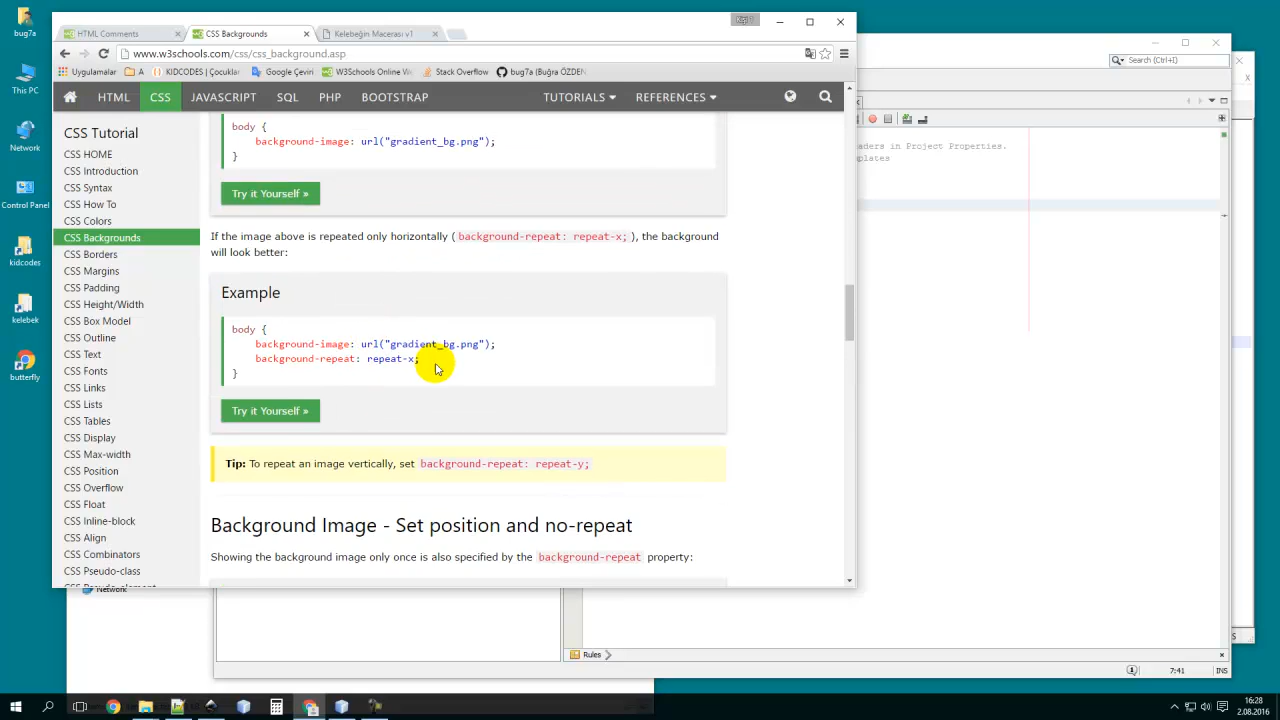 bug7a
This PC
Network
Control Panel
kidcodes
kelebek
butterfly
HTML Comments
CSS Backgrounds
Kelebeğin Macerası v1
www.w3schools.com/css/css_background.asp
Uygulamalar
A
KIDCODES | Çocuklar
Google Çeviri
W3Schools Online We
Stack Overflow
bug7a (Buğra ÖZDEN
HTML
CSS
JAVASCRIPT
SQL
PHP
BOOTSTRAP
TUTORIALS
REFERENCES
CSS Tutorial
CSS HOME
CSS Introduction
CSS Syntax
CSS How To
CSS Colors
CSS Backgrounds
CSS Borders
CSS Margins
CSS Padding
CSS Height/Width
CSS Box Model
CSS Outline
CSS Text
CSS Fonts
CSS Links
CSS Lists
CSS Tables
CSS Display
CSS Max-width
CSS Position
CSS Overflow
CSS Float
CSS Inline-block
CSS Align
CSS Combinators
CSS Pseudo-class
CSS Pseudo-element
body {
background-image: url("gradient_bg.png");
}
Try it Yourself »
If the image above is repeated only horizontally (background-repeat: repeat-x;), the background
will look better:
Example
body {
background-image: url("gradient_bg.png");
background-repeat: repeat-x;
}
Try it Yourself »
Tip: To repeat an image vertically, set background-repeat: repeat-y;
Background Image - Set position and no-repeat
Showing the background image only once is also specified by the background-repeat property:
Search (Ctrl+I)
aders in Project Properties.
mplates
Network
Rules
7:41
INS
S
16:28
2.08.2016